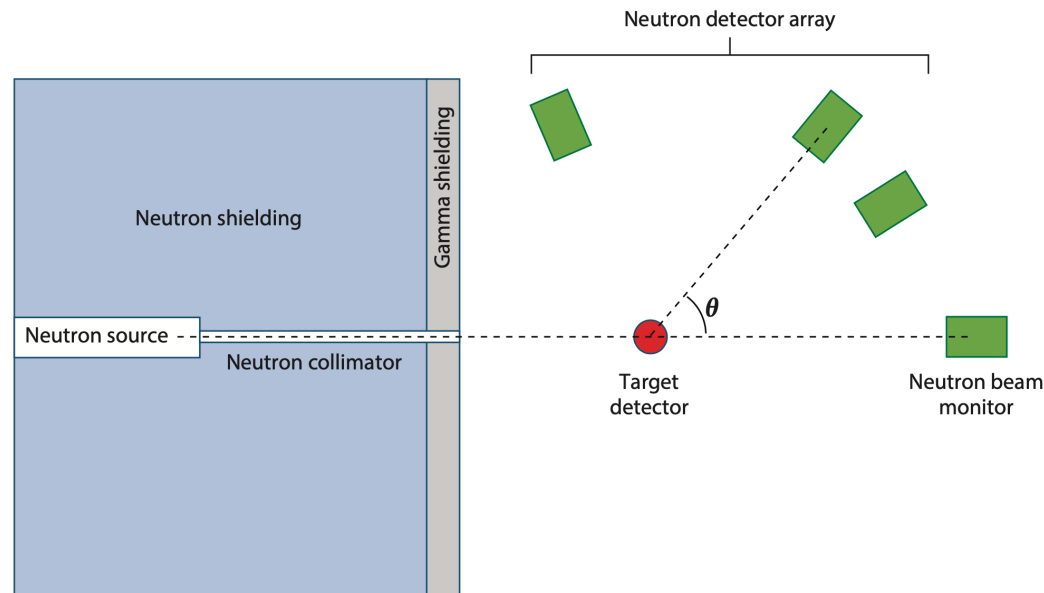 Neutron detector array
Gamma shielding
Neutron shielding
θ
Neutron source
Neutron collimator
Target
detector
Neutron beam
monitor